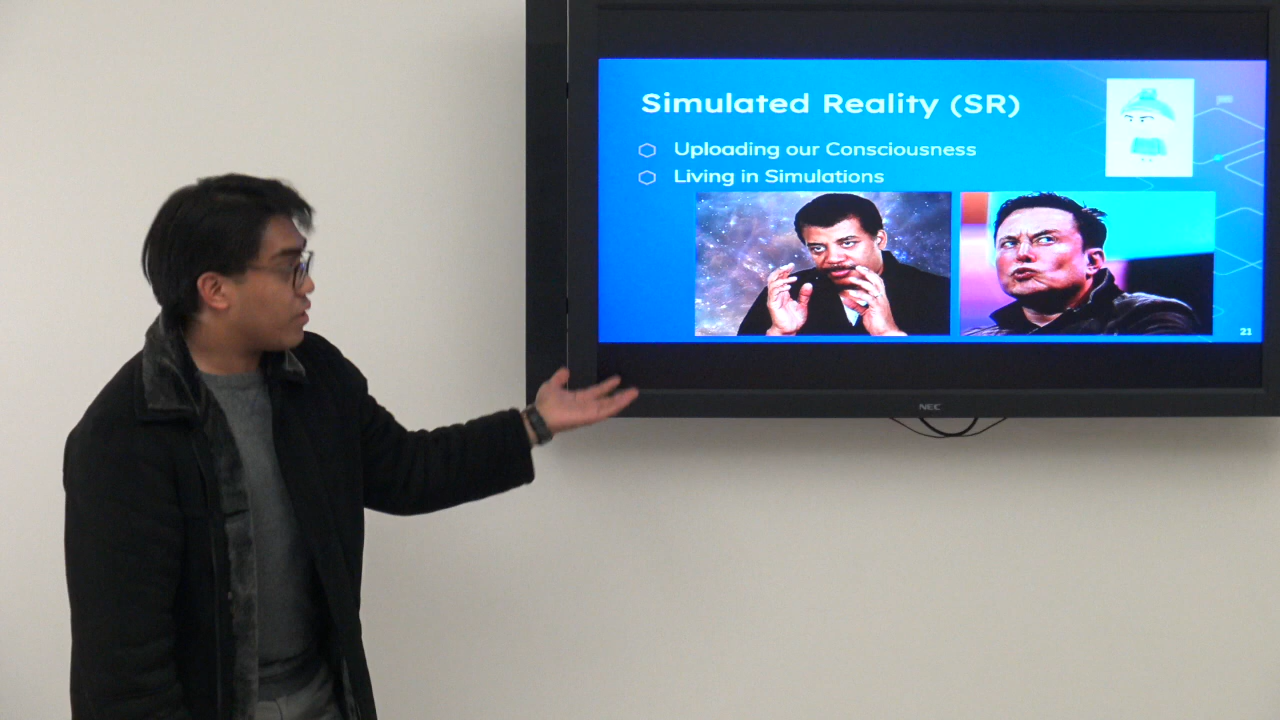 Simulated Reality (SR)
Uploading our Consciousness
Living in Simulations
21
NEC